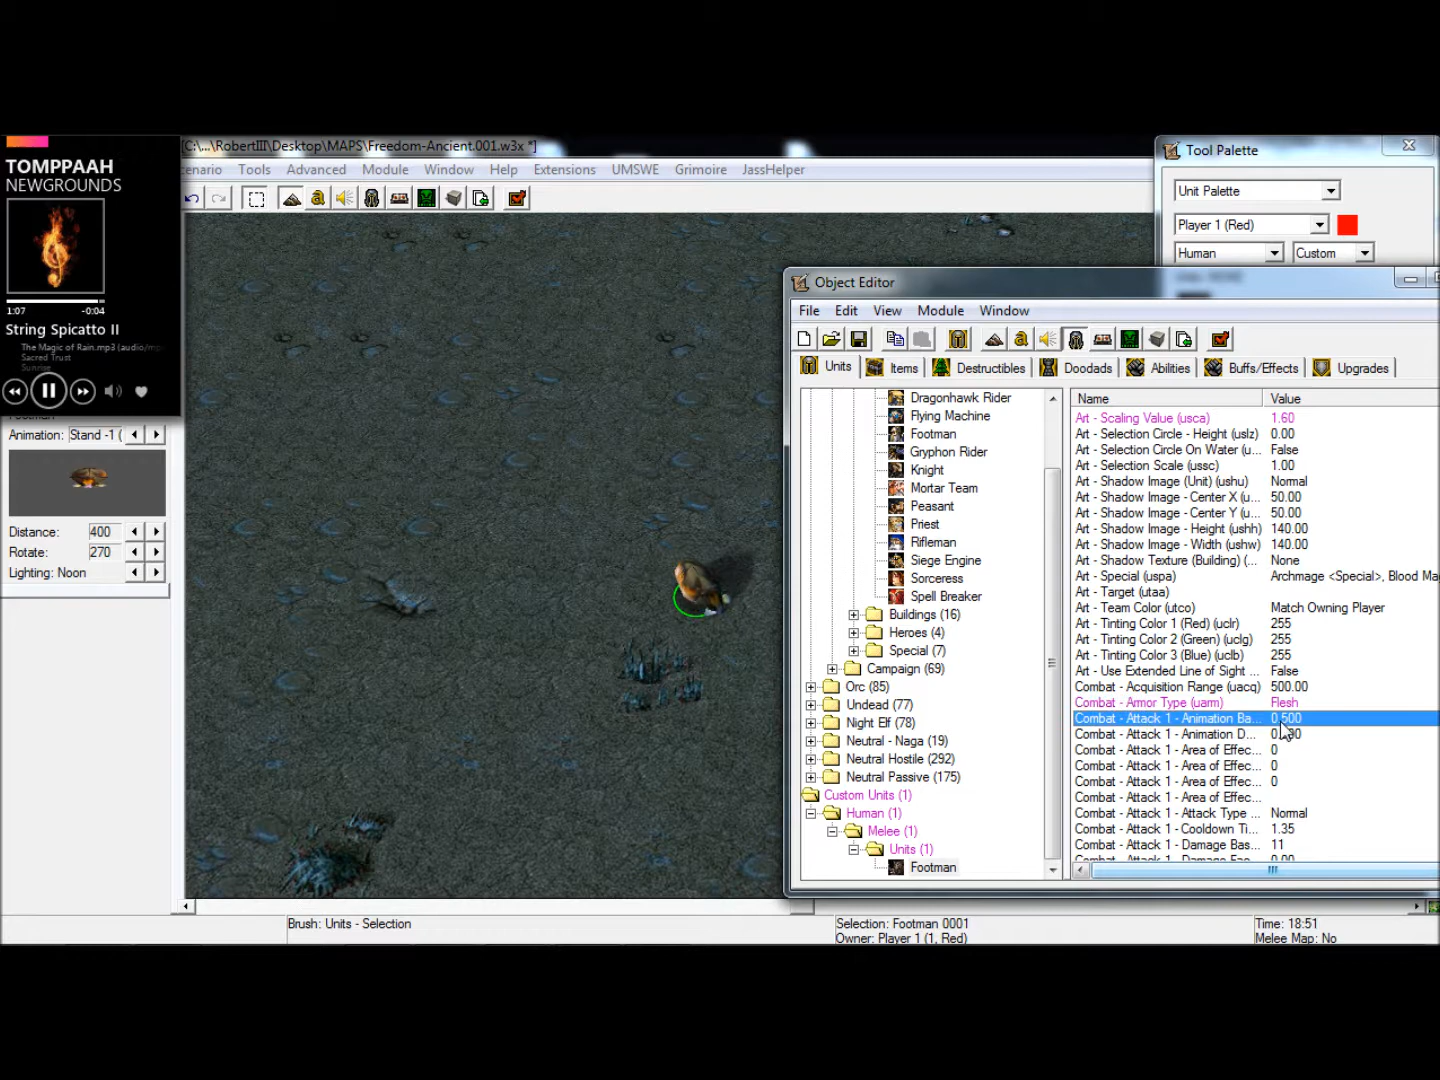 TOMPPAAH
NEWGROUNDS
1:07 -0:04
String Spicatto II
The Magic of Rain.mp3 (audio/mp
Sacred Trust
Sunrise
[C:\...\RobertIII\Desktop\MAPS\Freedom-Ancient.001.w3x *]
cenario Tools Advanced Module Window Help Extensions UMSWE Grimoire JassHelper
Animation: Stand -1 (
Distance: 400
Rotate: 270
Lighting: Noon
Tool Palette
Unit Palette
Player 1 (Red)
Human Custom
Object Editor
File Edit View Module Window
Units Items Destructibles Doodads Abilities Buffs/Effects Upgrades
Dragonhawk Rider
Flying Machine
Footman
Gryphon Rider
Knight
Mortar Team
Peasant
Priest
Rifleman
Siege Engine
Sorceress
Spell Breaker
Buildings (16)
Heroes (4)
Special (7)
Campaign (69)
Orc (85)
Undead (77)
Night Elf (78)
Neutral - Naga (19)
Neutral Hostile (292)
Neutral Passive (175)
Custom Units (1)
Human (1)
Melee (1)
Units (1)
Footman
Name Value
Art - Scaling Value (usca) 1.60
Art - Selection Circle - Height (uslz) 0.00
Art - Selection Circle On Water (u... False
Art - Selection Scale (ussc) 1.00
Art - Shadow Image (Unit) (ushu) Normal
Art - Shadow Image - Center X (u... 50.00
Art - Shadow Image - Center Y (u... 50.00
Art - Shadow Image - Height (ushh) 140.00
Art - Shadow Image - Width (ushw) 140.00
Art - Shadow Texture (Building) (... None
Art - Special (uspa) Archmage <Special>, Blood Ma
Art - Target (utaa)
Art - Team Color (utco) Match Owning Player
Art - Tinting Color 1 (Red) (uclr) 255
Art - Tinting Color 2 (Green) (uclg) 255
Art - Tinting Color 3 (Blue) (uclb) 255
Art - Use Extended Line of Sight ... False
Combat - Acquisition Range (uacq) 500.00
Combat - Armor Type (uarm) Flesh
Combat - Attack 1 - Animation Ba... 0.500
Combat - Attack 1 - Animation D...
Combat - Attack 1 - Area of Effec... 0
Combat - Attack 1 - Area of Effec... 0
Combat - Attack 1 - Area of Effec... 0
Combat - Attack 1 - Area of Effec...
Combat - Attack 1 - Attack Type ... Normal
Combat - Attack 1 - Cooldown Ti... 1.35
Combat - Attack 1 - Damage Bas... 11
Brush: Units - Selection
Selection: Footman 0001
Owner: Player 1 (1, Red)
Time: 18:51
Melee Map: No